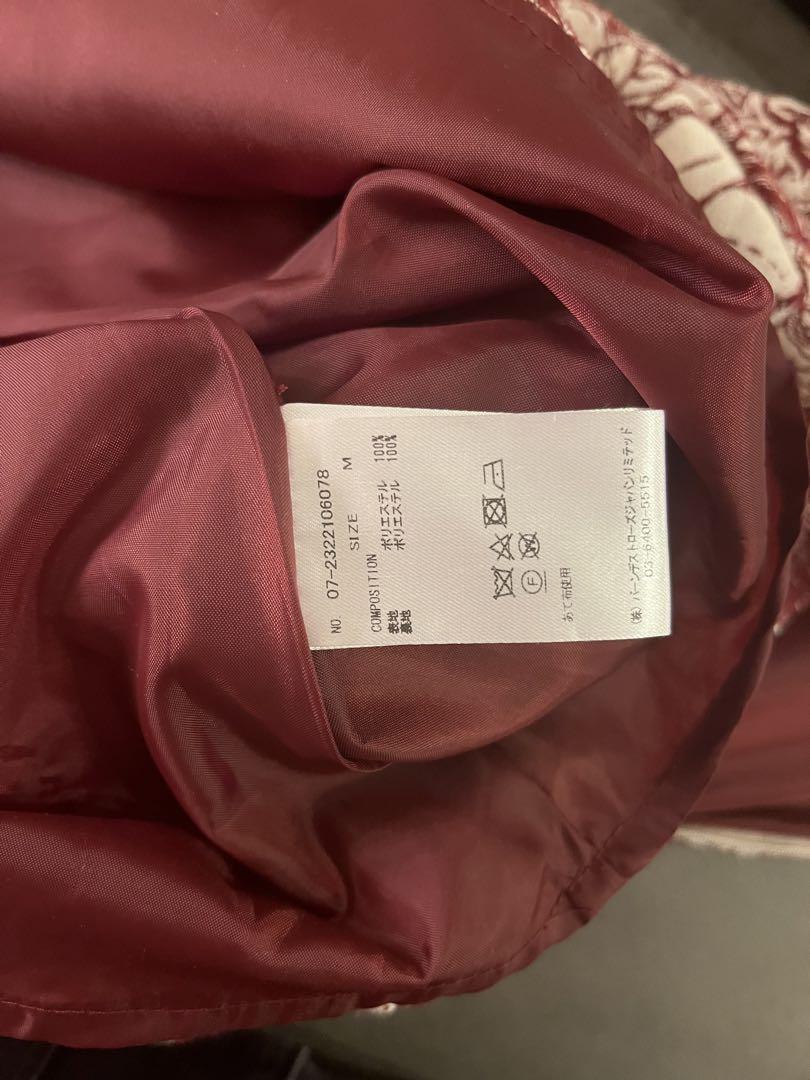 NO. 07-2322106078
SIZE M
COMPOSITION
表地 ポリエステル 100%
裏地 ポリエステル 100%
F
あて布使用
(株) バーンデストローズジャパンリミテッド
03-6400-5515